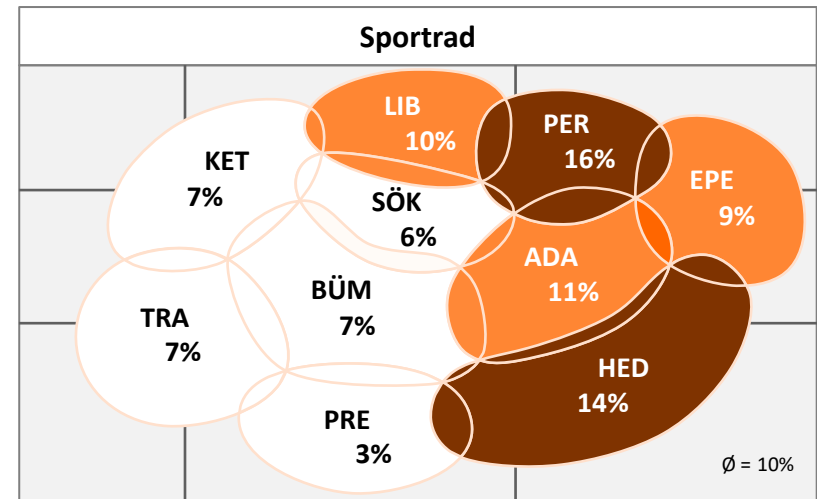 Sportrad
LIB
10%
PER
16%
KET
7%
EPE
9%
SÖK
6%
ADA
11%
BÜM
7%
TRA
7%
HED
14%
PRE
3%
Ø = 10%